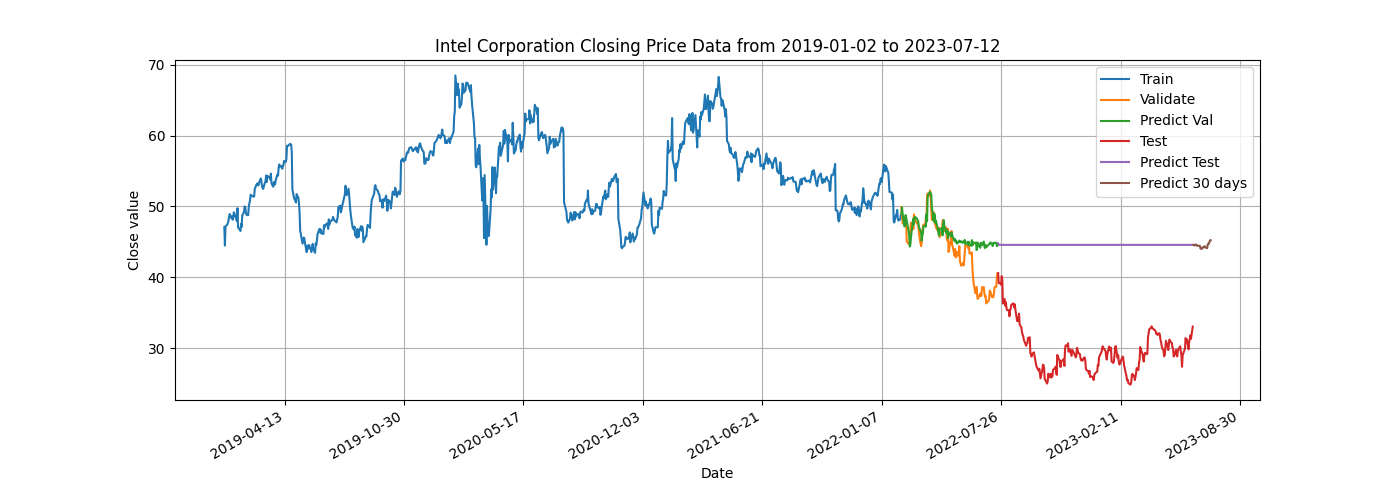 Intel Corporation Closing Price Data from 2019-01-02 to 2023-07-12
70
60
50
40
30
Close value
Train
Validate
Predict Val
Test
Predict Test
Predict 30 days
2019-04-13
2019-10-30
2020-05-17
2020-12-03
2021-06-21
2022-01-07
2022-07-26
2023-02-11
2023-08-30
Date